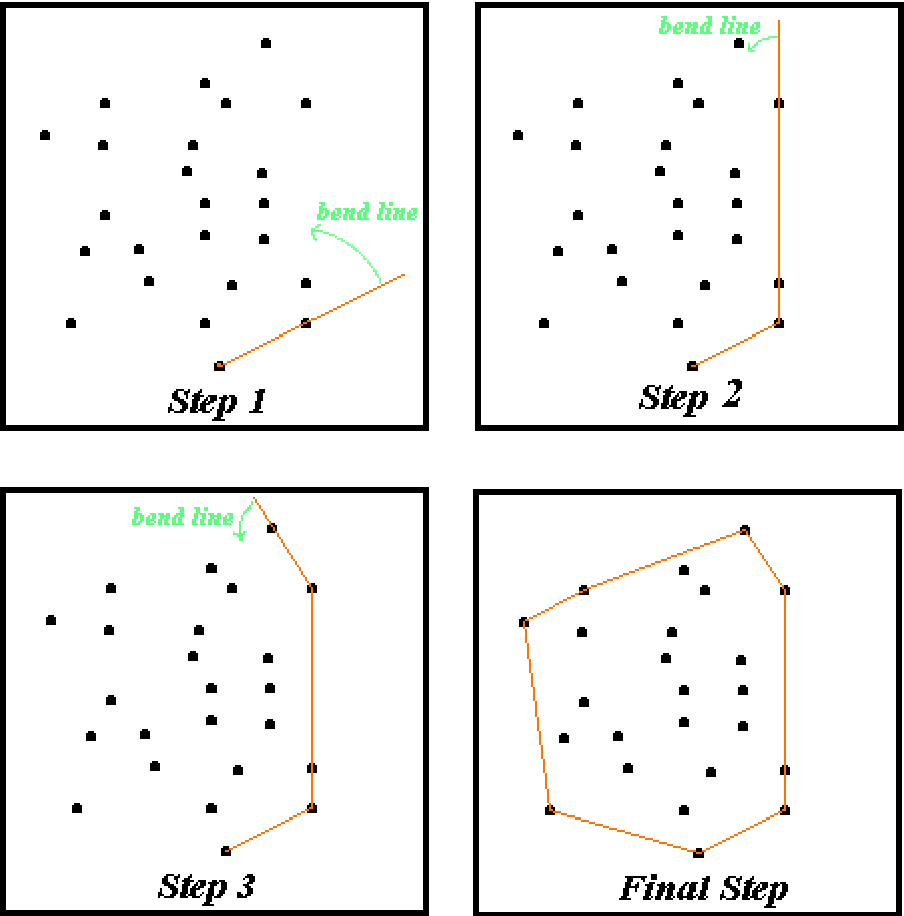 bend line
Step 1
bend line
Step 2
bend line
Step 3
Final Step